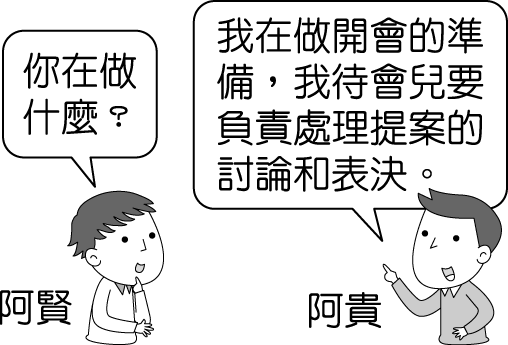 你在做
什麼？
我在做開會的準
備，我待會兒要
負責處理提案的
討論和表決。
阿賢
阿貴